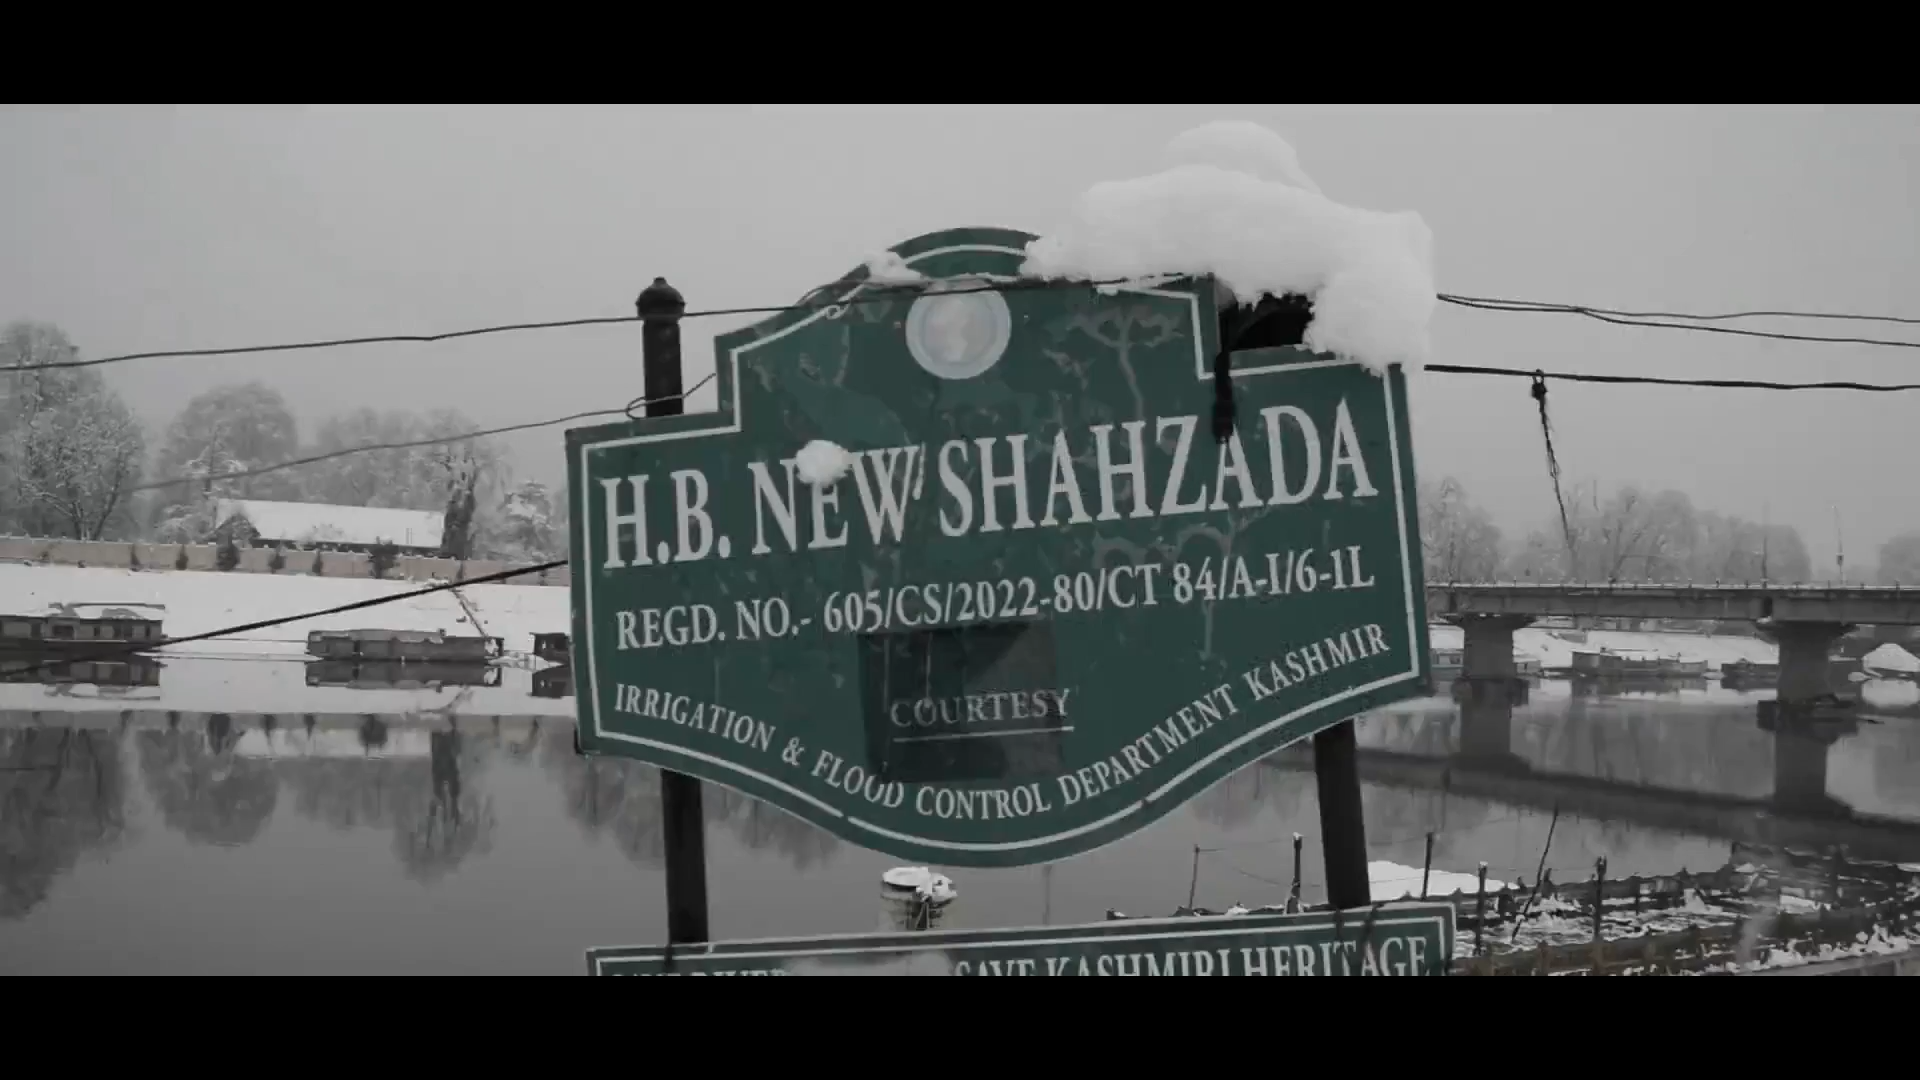 H.B. NEW SHAHZADA
REGD. NO.- 605/CS/2022-80/CT 84/A-I/6-1L
COURTESY
IRRIGATION & FLOOD CONTROL DEPARTMENT KASHMIR
SAVE KASHMIRI HERITAGE